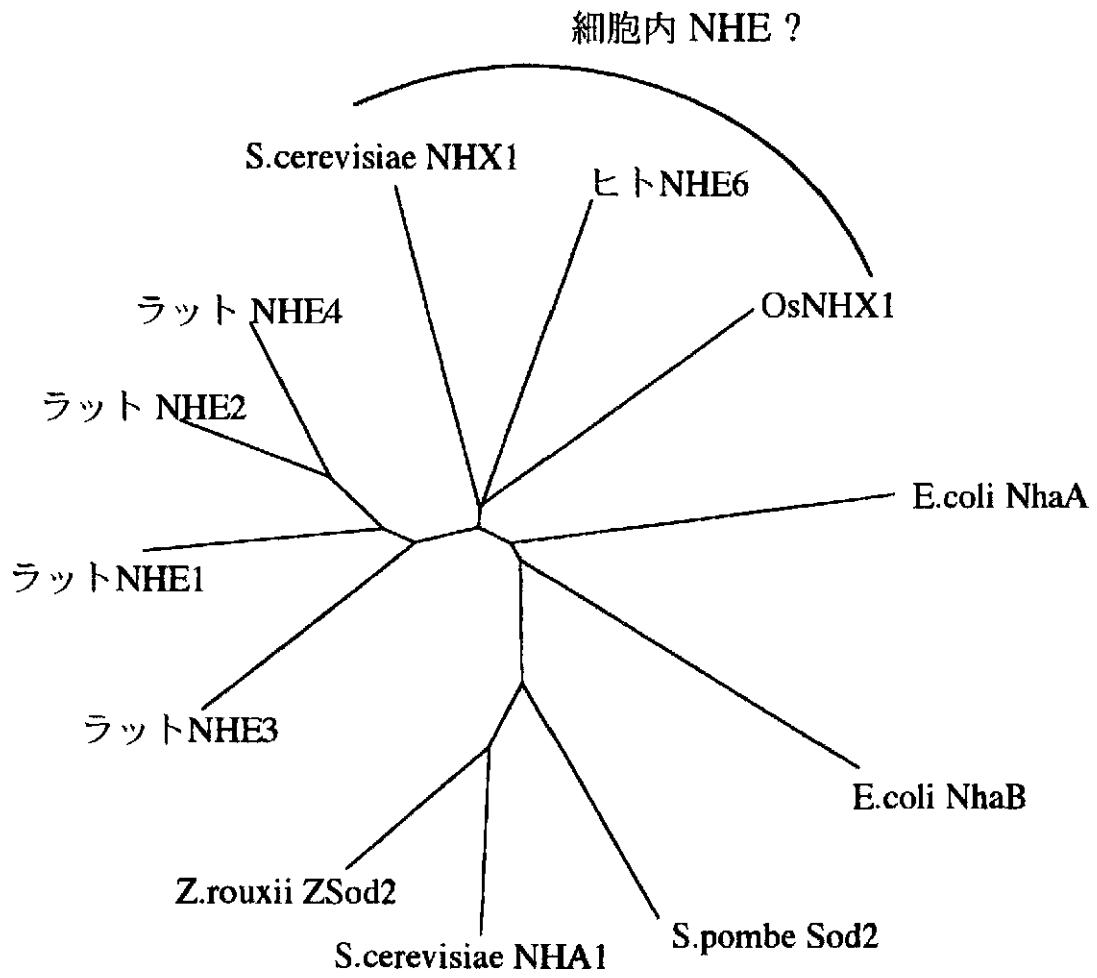 細胞内 NHE ?
S.cerevisiae NHX1
ヒトNHE6
ラット NHE4
OsNHX1
ラット NHE2
E.coli NhaA
ラットNHE1
ラットNHE3
E.coli NhaB
Z.rouxii ZSod2
S.pombe Sod2
S.cerevisiae NHA1